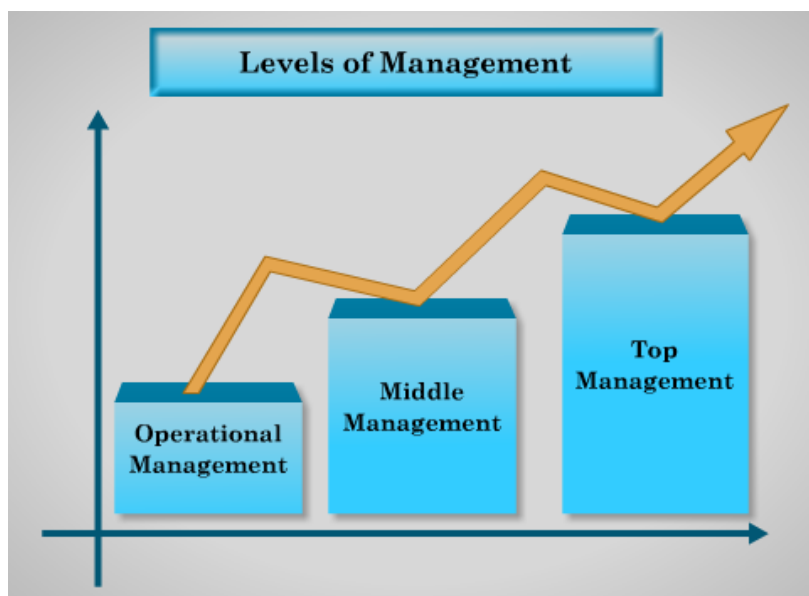 Levels of Management
Operational
Management
Middle
Management
Top
Management